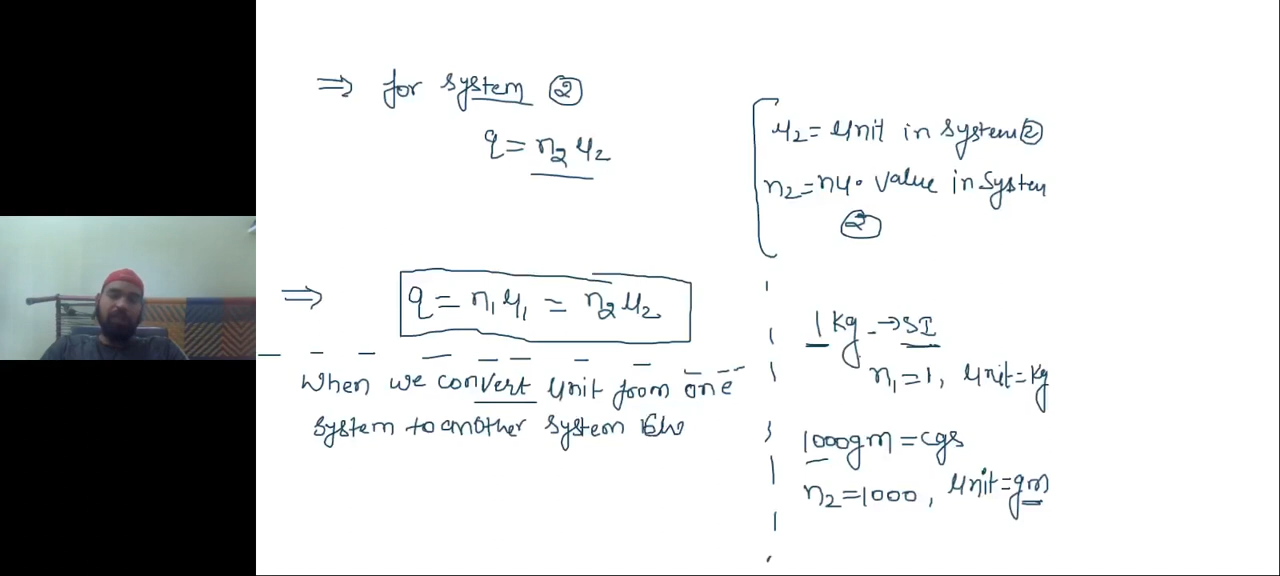 ⇒ for system ②
q = n₂ u₂
u₂ = unit in system ②
n₂ = nu. value in system
②
⇒ q = n₁ u₁ = n₂ u₂
When we convert unit from one
system to another system
1 Kg → SI
n₁ = 1, unit = Kg
1000 gm = cgs
n₂ = 1000, unit = gm